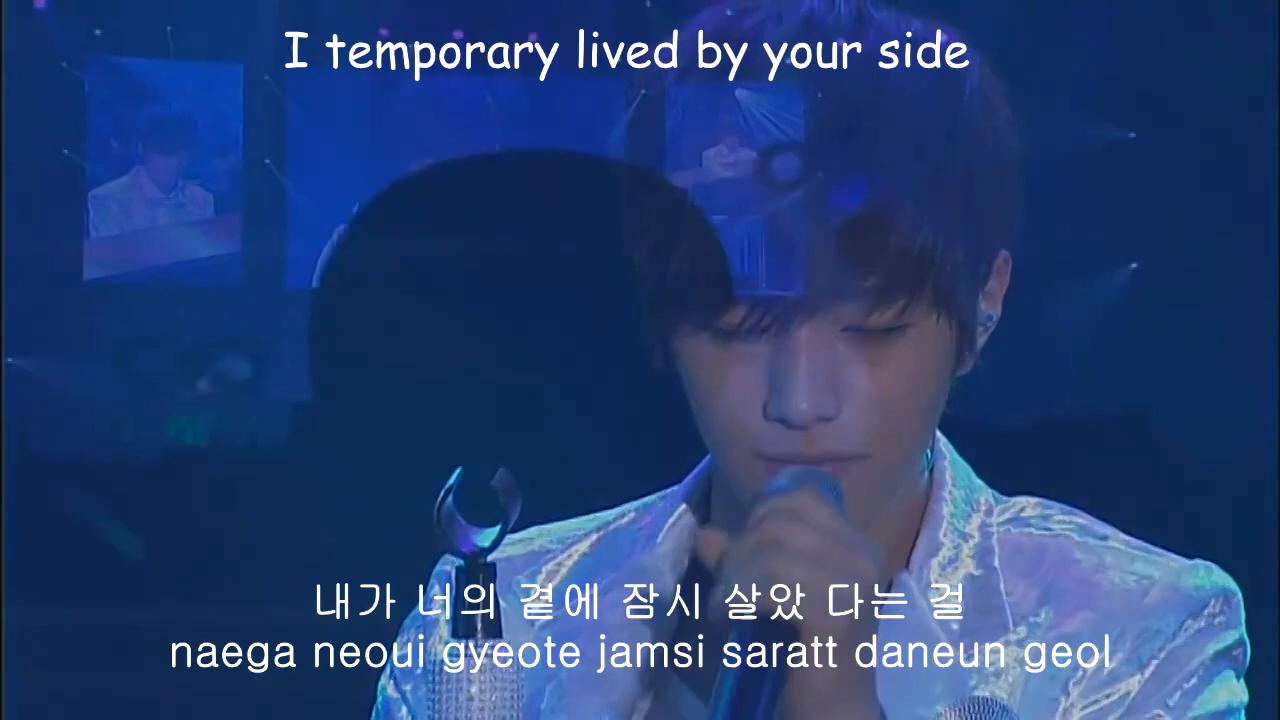 I temporary lived by your side
내가 너의 곁에 잠시 살았 다는 걸
naega neoui gyeote jamsi saratt daneun geol